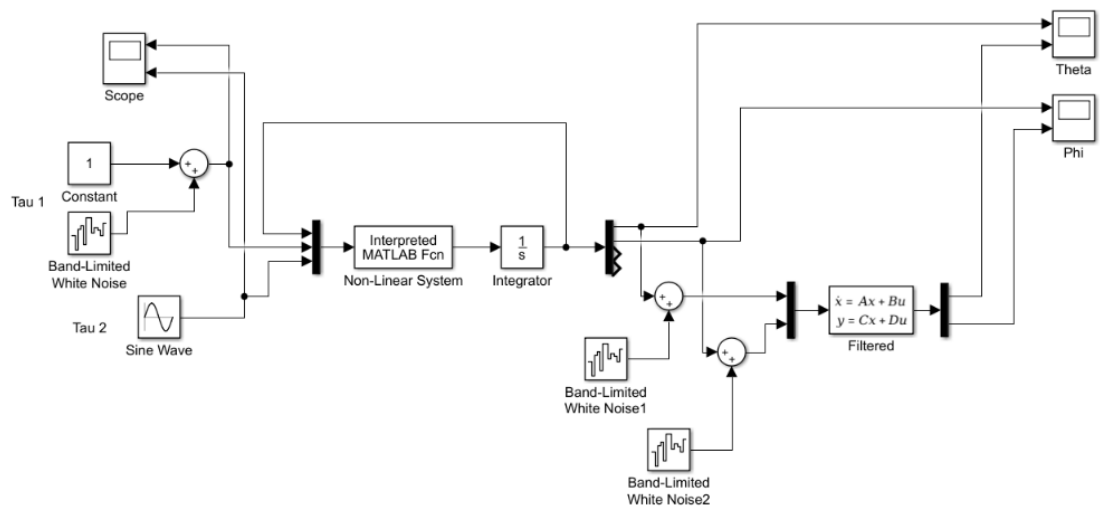 Scope
Theta
Phi
1
Constant
+
+
Tau 1
Band-Limited
White Noise
Interpreted
MATLAB Fcn
Non-Linear System
1
s
Integrator
Tau 2
Sine Wave
+
+
ẋ = Ax + Bu
y = Cx + Du
Filtered
+
+
Band-Limited
White Noise1
Band-Limited
White Noise2